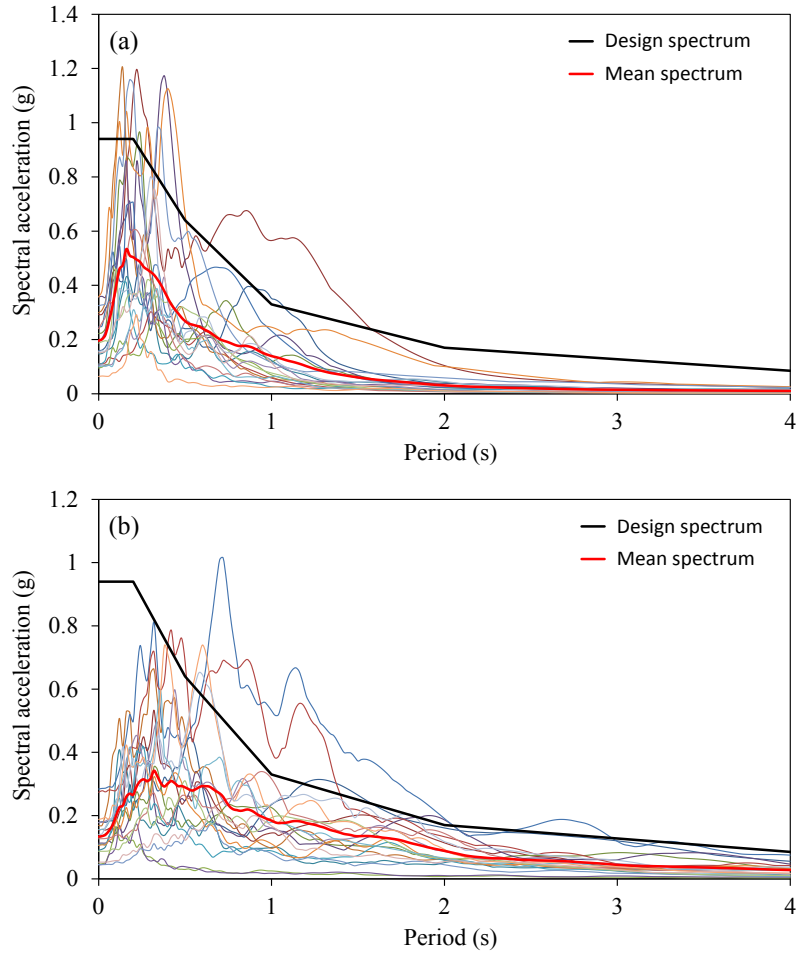 (a)
Design spectrum
Mean spectrum
Spectral acceleration (g)
1.4
1.2
1
0.8
0.6
0.4
0.2
0
0 1 2 3 4
Period (s)
(b)
Design spectrum
Mean spectrum
Spectral acceleration (g)
1.2
1
0.8
0.6
0.4
0.2
0
0 1 2 3 4
Period (s)